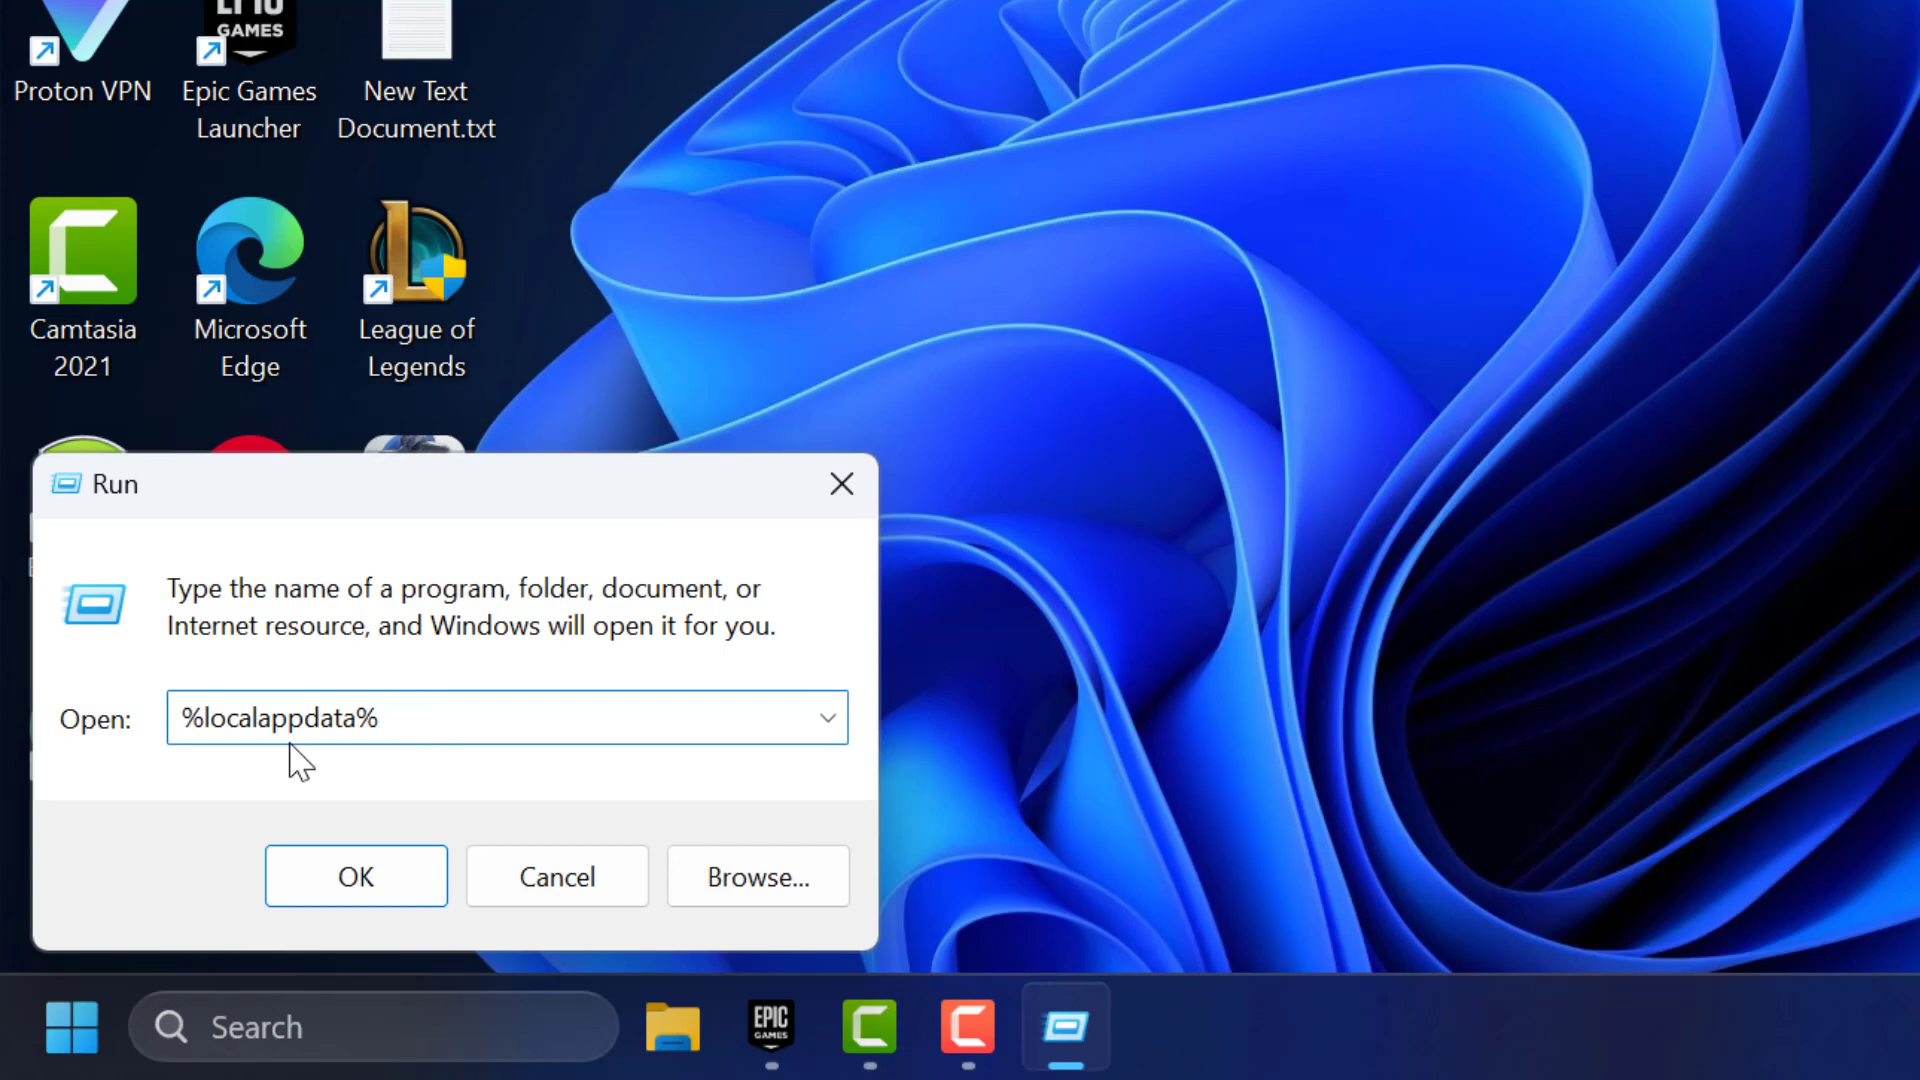 EPIC
GAMES
Proton VPN
Epic Games
Launcher
New Text
Document.txt
Camtasia
2021
Microsoft
Edge
League of
Legends
Run
Type the name of a program, folder, document, or
Internet resource, and Windows will open it for you.
Open:
%localappdata%
OK
Cancel
Browse...
Search
EPIC
GAMES